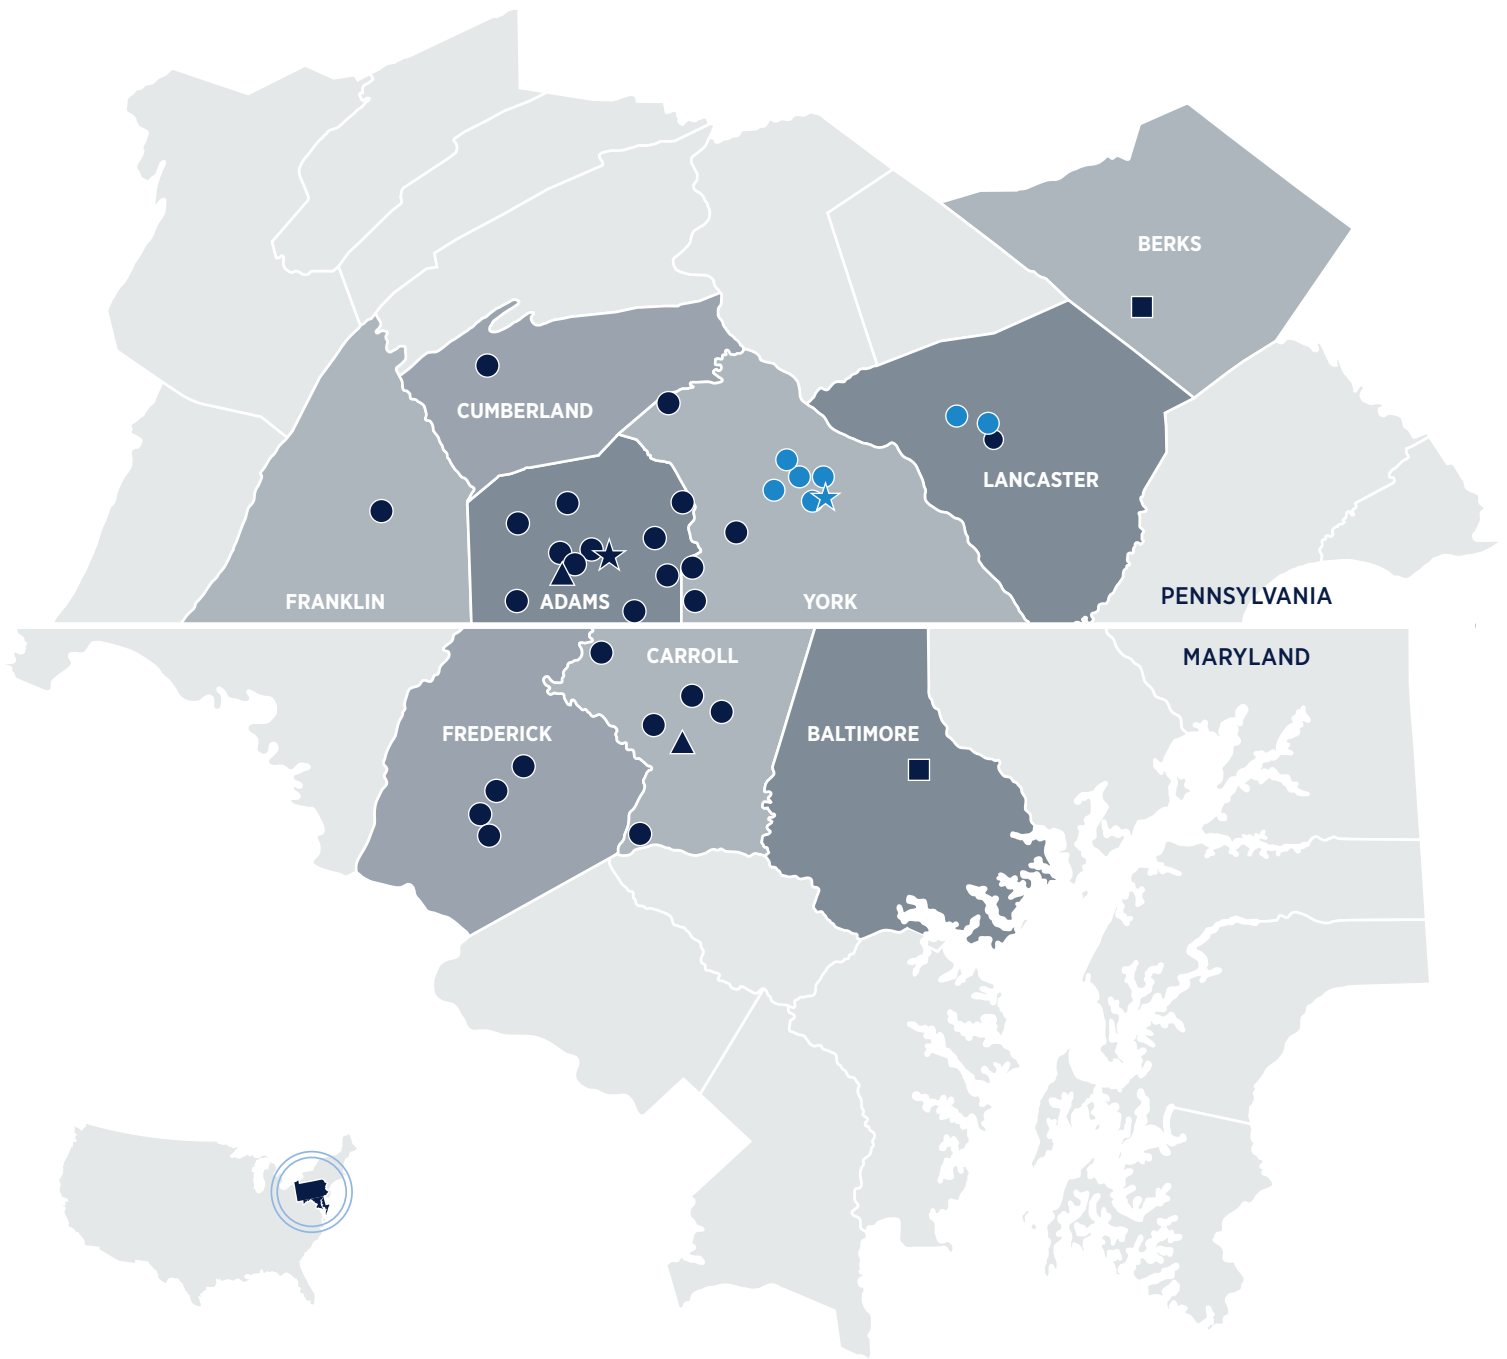 BERKS
CUMBERLAND
LANCASTER
FRANKLIN
ADAMS
YORK
PENNSYLVANIA
CARROLL
MARYLAND
FREDERICK
BALTIMORE